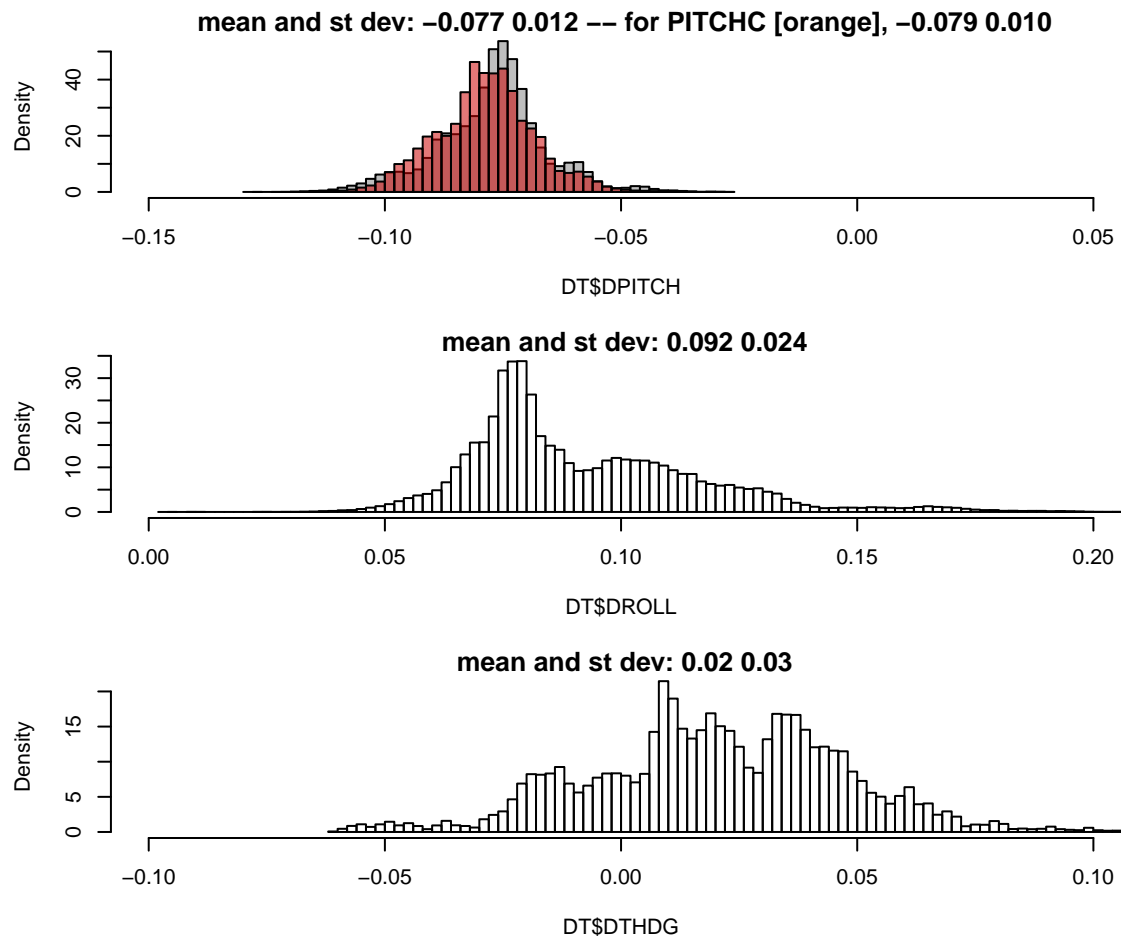 mean and st dev: −0.077 0.012 −− for PITCHC [orange], −0.079 0.010
Density
0 20 40
−0.15 −0.10 −0.05 0.00 0.05
DT$DPITCH
mean and st dev: 0.092 0.024
Density
0 10 20 30
0.00 0.05 0.10 0.15 0.20
DT$DROLL
mean and st dev: 0.02 0.03
Density
0 5 15
−0.10 −0.05 0.00 0.05 0.10
DT$DTHDG